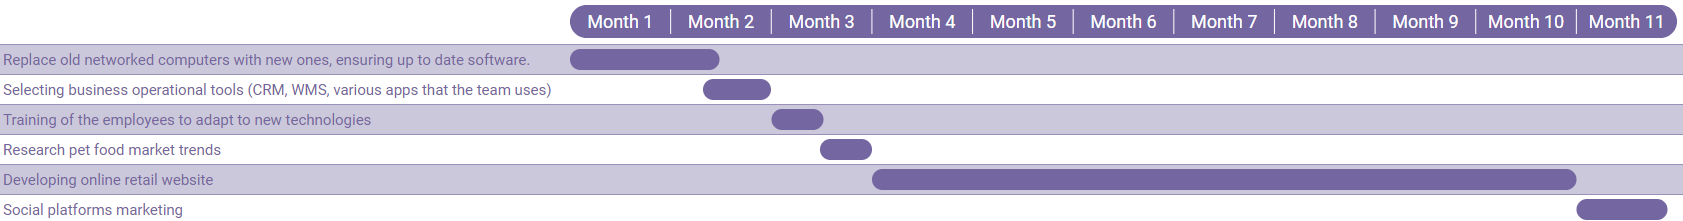 Month 1 Month 2 Month 3 Month 4 Month 5 Month 6 Month 7 Month 8 Month 9 Month 10 Month 11
Replace old networked computers with new ones, ensuring up to date software.
Selecting business operational tools (CRM, WMS, various apps that the team uses)
Training of the employees to adapt to new technologies
Research pet food market trends
Developing online retail website
Social platforms marketing